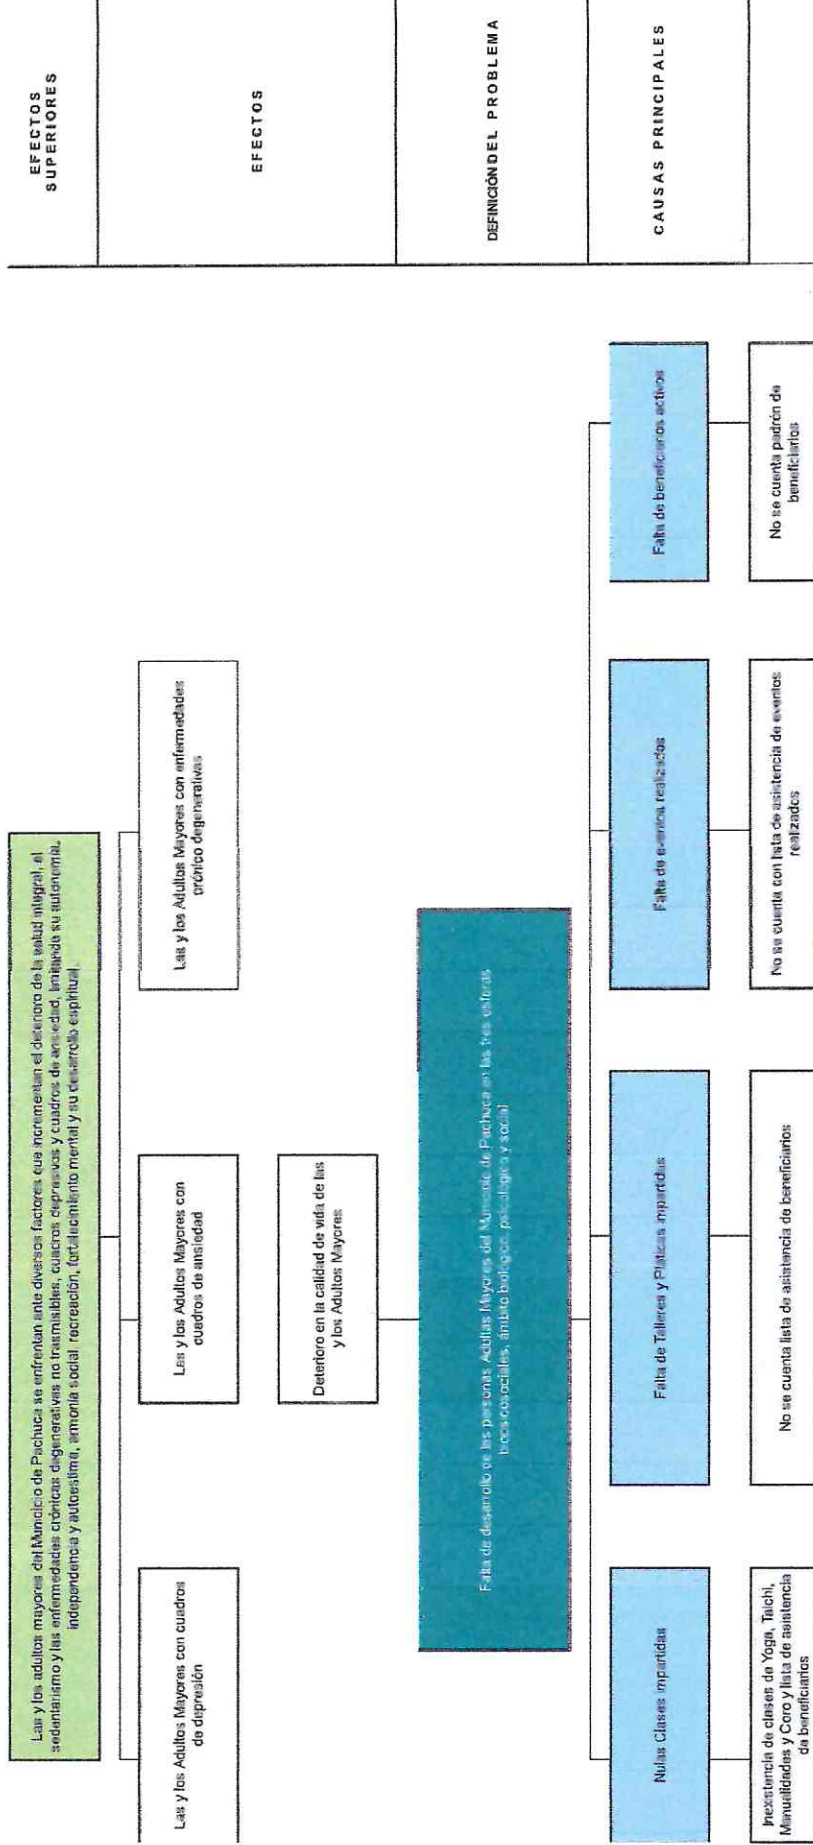 Las y los adultos mayores del Municipio de Pachuca se enfrentan ante diversos factores que incrementan el deterioro de la salud integral, el
sedentarismo y las enfermedades crónicas degenerativas no trasmisibles, cuadros depresivos y cuadros de ansiedad, limitando su autonomía,
independencia y autoestima, armonía social, recreación, fortalecimiento mental y su desarrollo espiritual.
EFECTOS
SUPERIORES
Las y los Adultos Mayores con cuadros
de depresión
Las y los Adultos Mayores con
cuadros de ansiedad
Las y los Adultos Mayores con enfermedades
crónico degenerativas
EFECTOS
Deterioro en la calidad de vida de las
y los Adultos Mayores
Falta de desarrollo de las personas Adultas Mayores del Municipio de Pachuca en las tres esferas
biopsicosociales, ámbito biológico, psicológico y social
DEFINICIÓN DEL PROBLEMA
Nulas Clases impartidas
Falta de Talleres y Pláticas impartidas
Falta de eventos realizados
Falta de beneficiarios activos
CAUSAS PRINCIPALES
Inexistencia de clases de Yoga, Taichi,
Manualidades y Coro y lista de asistencia
de beneficiarios
No se cuenta lista de asistencia de beneficiarios
No se cuenta con lista de asistencia de eventos
realizados
No se cuenta padrón de
beneficiarios